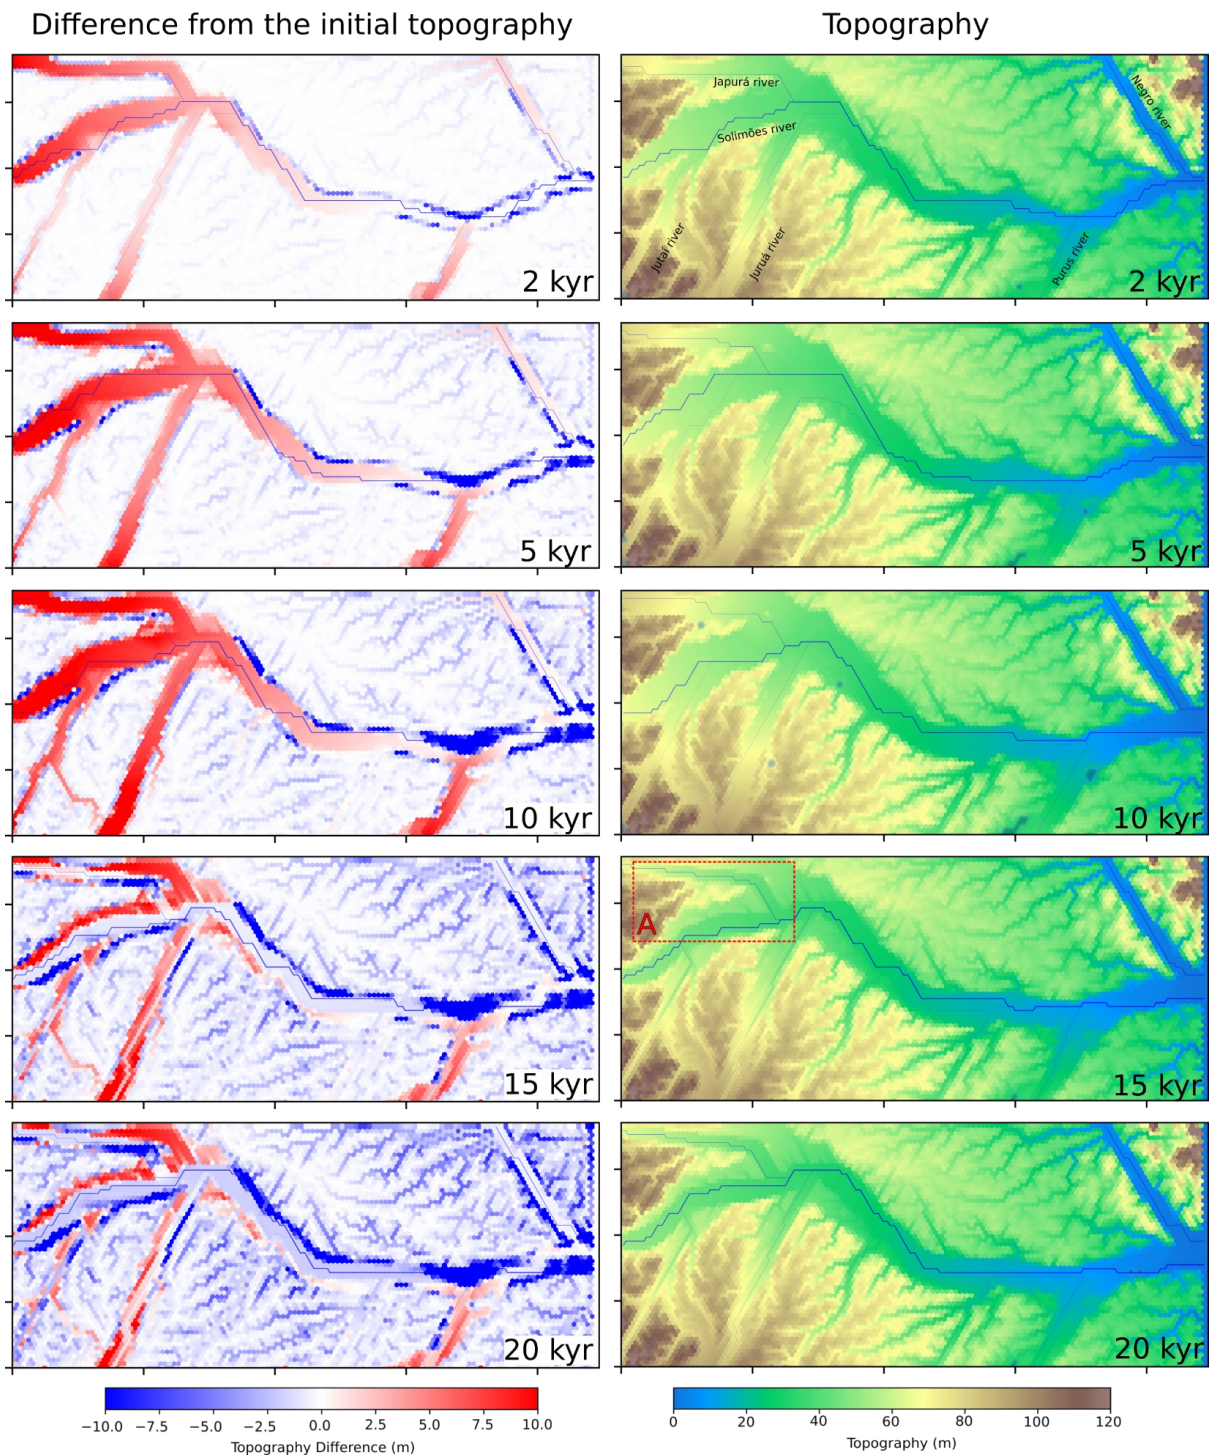 Difference from the initial topography
Topography
2 kyr
Japurá river
Solimões river
Negro river
Jutaí river
Juruá river
Purus river
2 kyr
5 kyr
5 kyr
10 kyr
10 kyr
15 kyr
A
15 kyr
20 kyr
20 kyr
−10.0 −7.5 −5.0 −2.5 0.0 2.5 5.0 7.5 10.0
Topography Difference (m)
0 20 40 60 80 100 120
Topography (m)